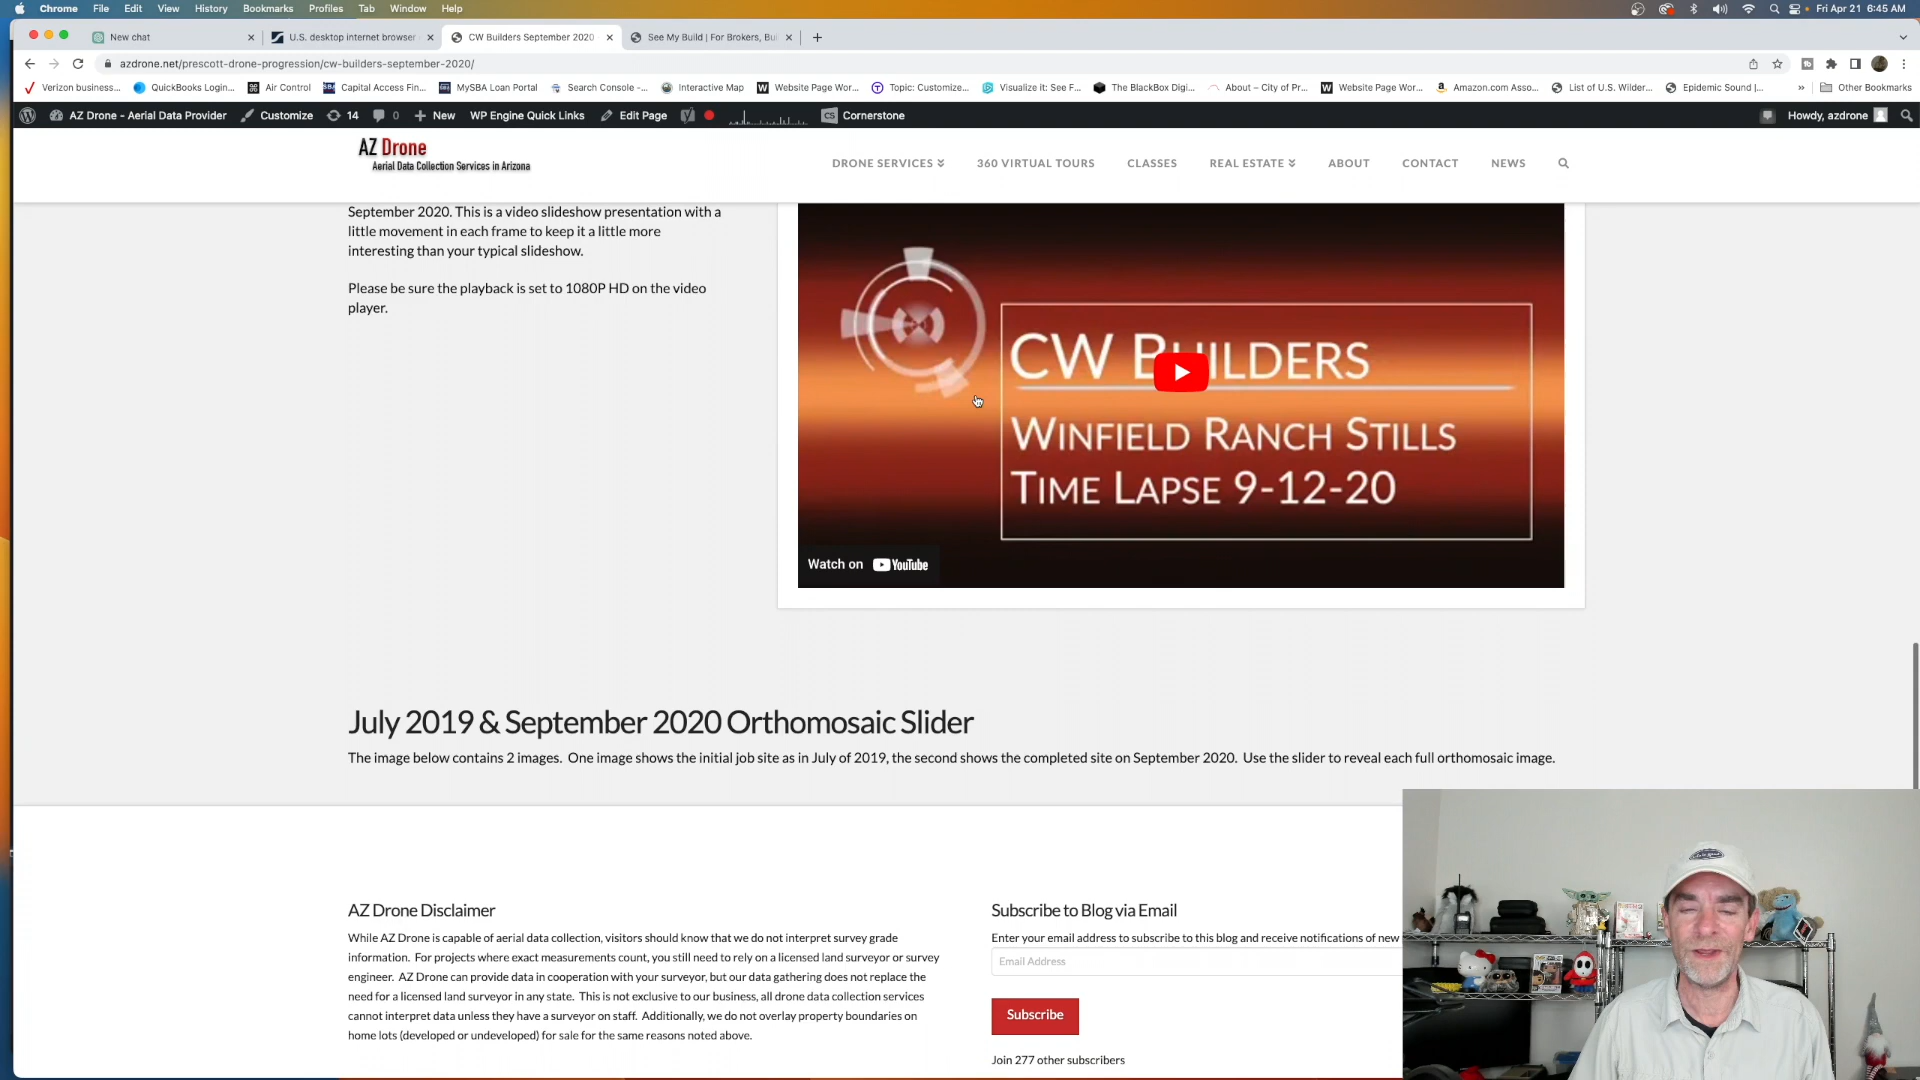 Chrome File Edit View History Bookmarks Profiles Tab Window Help Fri Apr 21 6:45 AM
New chat U.S. desktop internet browser CW Builders September 2020 See My Build | For Brokers, Bu
azdrone.net/prescott-drone-progression/cw-builders-september-2020/
Verizon business... QuickBooks Login... Air Control Capital Access Fin... MySBA Loan Portal Search Console -... Interactive Map Website Page Wor... Topic: Customize... Visualize it: See F... The BlackBox Digi... About – City of Pr... Website Page Wor... Amazon.com Asso... List of U.S. Wilder... Epidemic Sound |... » Other Bookmarks
AZ Drone - Aerial Data Provider Customize 14 0 New WP Engine Quick Links Edit Page CS Cornerstone Howdy, azdrone
AZ Drone
Aerial Data Collection Services in Arizona
DRONE SERVICES 360 VIRTUAL TOURS CLASSES REAL ESTATE ABOUT CONTACT NEWS
September 2020. This is a video slideshow presentation with a
little movement in each frame to keep it a little more
interesting than your typical slideshow.
Please be sure the playback is set to 1080P HD on the video
player.
CW Builders
Winfield Ranch Stills
Time Lapse 9-12-20
Watch on YouTube
July 2019 & September 2020 Orthomosaic Slider
The image below contains 2 images. One image shows the initial job site as in July of 2019, the second shows the completed site on September 2020. Use the slider to reveal each full orthomosaic image.
AZ Drone Disclaimer
While AZ Drone is capable of aerial data collection, visitors should know that we do not interpret survey grade
information. For projects where exact measurements count, you still need to rely on a licensed land surveyor or survey
engineer. AZ Drone can provide data in cooperation with your surveyor, but our data gathering does not replace the
need for a licensed land surveyor in any state. This is not exclusive to our business, all drone data collection services
cannot interpret data unless they have a surveyor on staff. Additionally, we do not overlay property boundaries on
home lots (developed or undeveloped) for sale for the same reasons noted above.
Subscribe to Blog via Email
Enter your email address to subscribe to this blog and receive notifications of new
Email Address
Subscribe
Join 277 other subscribers